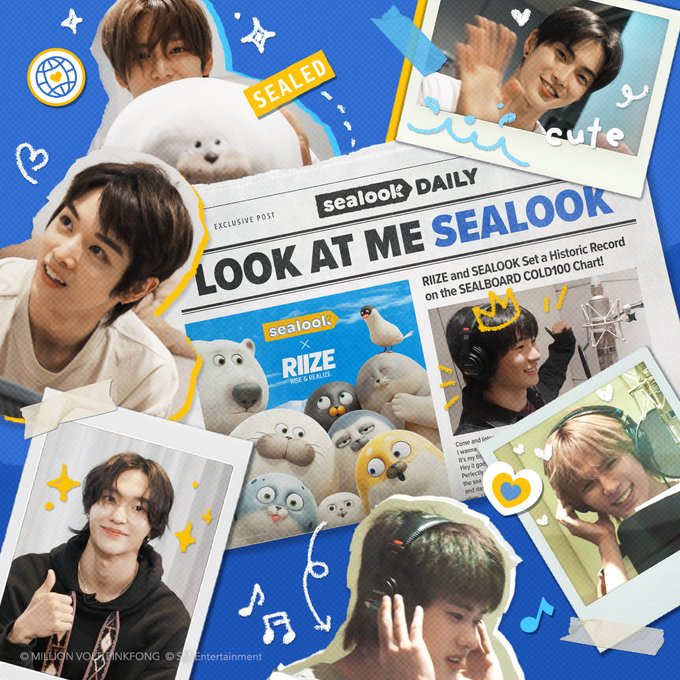 SEALED
cute
EXCLUSIVE POST
sealook DAILY
LOOK AT ME SEALOOK
RIIZE and SEALOOK Set a Historic Record
on the SEALBOARD COLD100 Chart!
sealook
×
RIIZE
RISE & REALIZE
Come and
I wanna
It's my
Hey it
Perfectly
the sea
and
© MILLION VOLT, PINKFONG © SM Entertainment